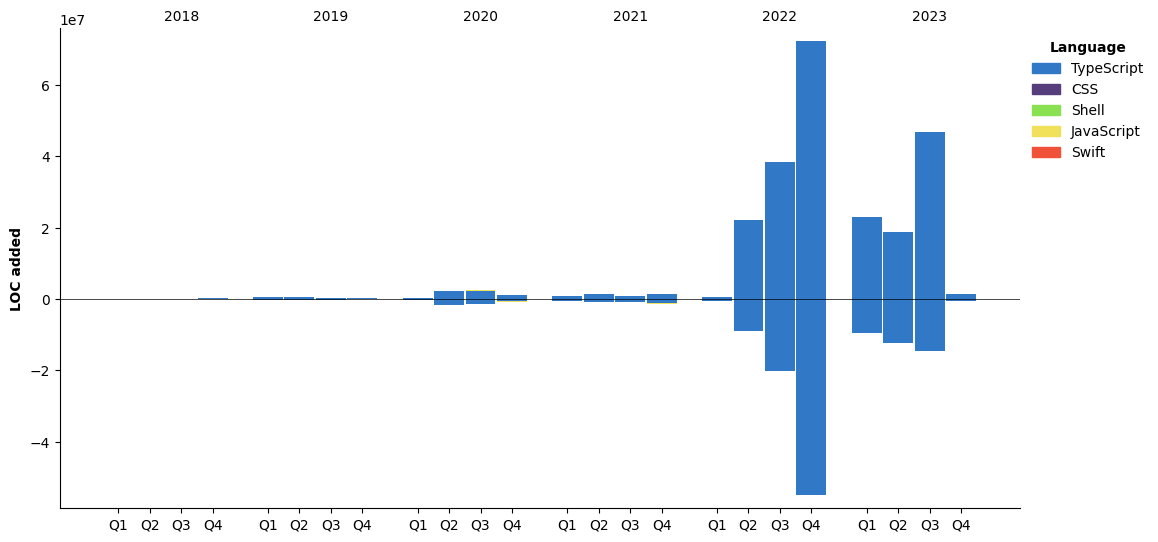 1e7
2018 2019 2020 2021 2022 2023
Language
TypeScript
CSS
Shell
JavaScript
Swift
6
4
2
0
−2
−4
LOC added
Q1 Q2 Q3 Q4 Q1 Q2 Q3 Q4 Q1 Q2 Q3 Q4 Q1 Q2 Q3 Q4 Q1 Q2 Q3 Q4 Q1 Q2 Q3 Q4